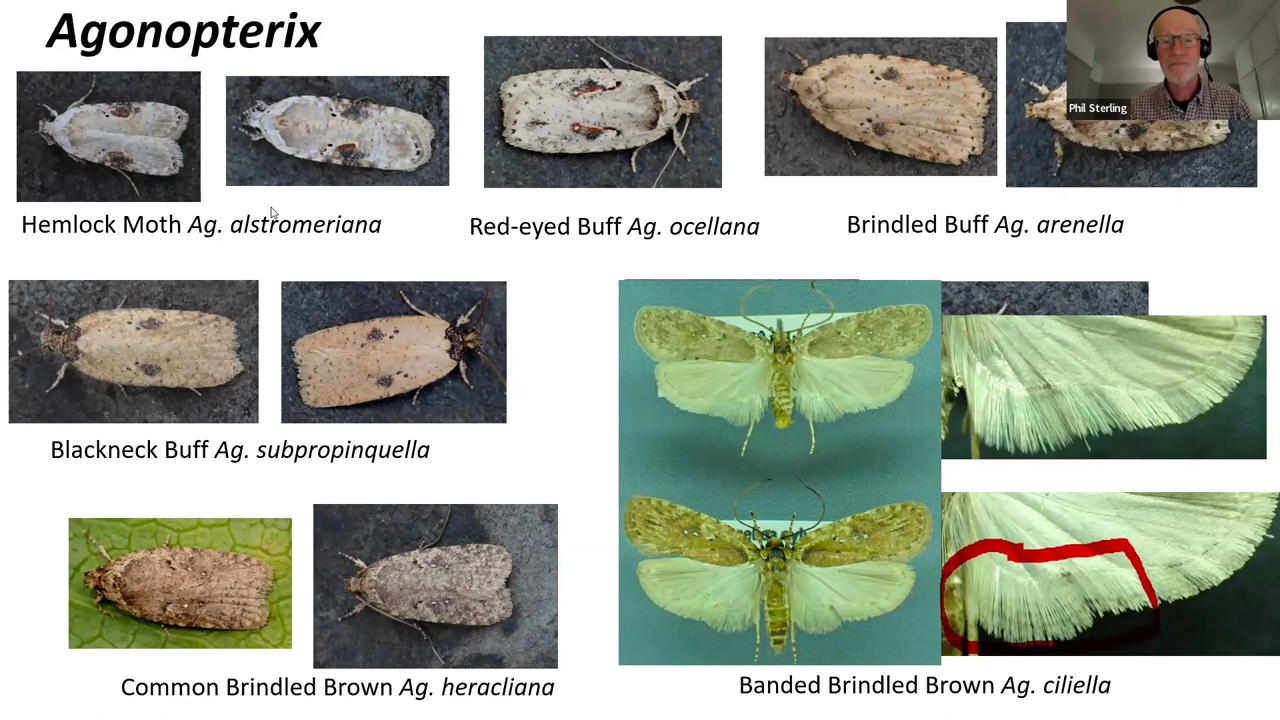 Agonopterix
Phil Sterling
Hemlock Moth Ag. alstromeriana
Red-eyed Buff Ag. ocellana
Brindled Buff Ag. arenella
Blackneck Buff Ag. subpropinquella
Common Brindled Brown Ag. heracliana
Banded Brindled Brown Ag. ciliella